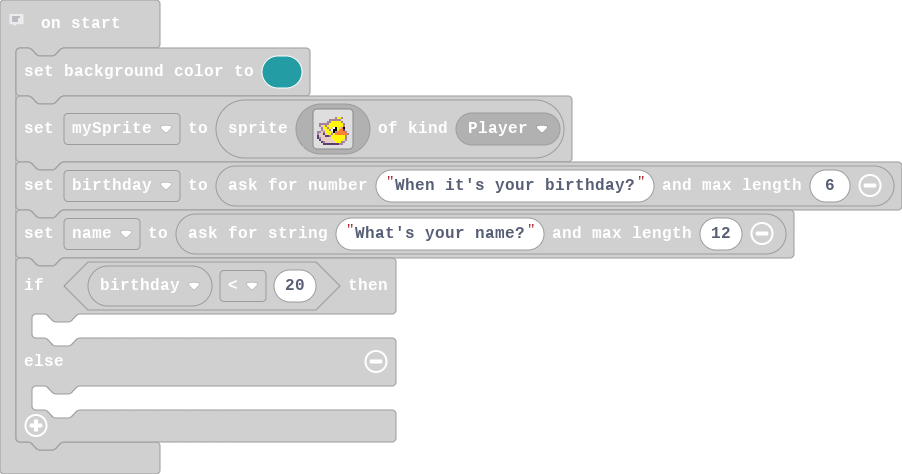 on start
set background color to
set mySprite to sprite of kind Player
set birthday to ask for number "When it's your birthday?" and max length 6
set name to ask for string "What's your name?" and max length 12
if birthday < 20 then
else